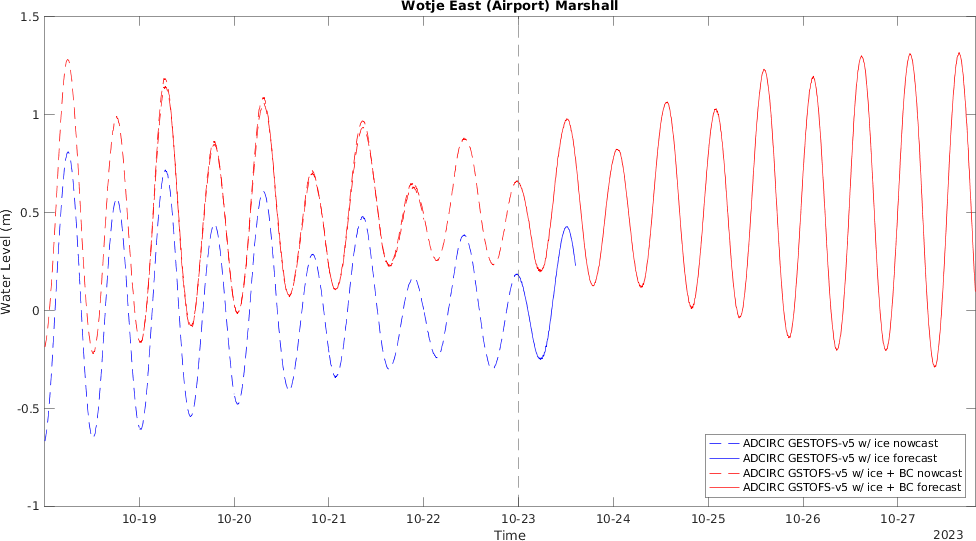 Wotje East (Airport) Marshall
1.5
1
0.5
0
-0.5
-1
Water Level (m)
10-19
10-20
10-21
10-22
10-23
10-24
10-25
10-26
10-27
Time
2023
ADCIRC GESTOFS-v5 w/ ice nowcast
ADCIRC GESTOFS-v5 w/ ice forecast
ADCIRC GSTOFS-v5 w/ ice + BC nowcast
ADCIRC GSTOFS-v5 w/ ice + BC forecast